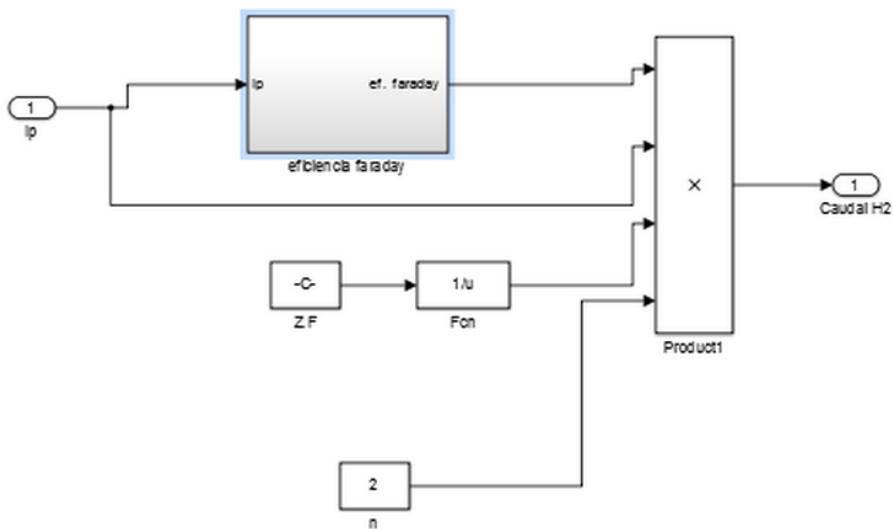 Ip
ef. faraday
1
Ip
eficiencia faraday
×
1
Caudal H2
-C-
1/u
Z.F
Fcn
Product1
2
n